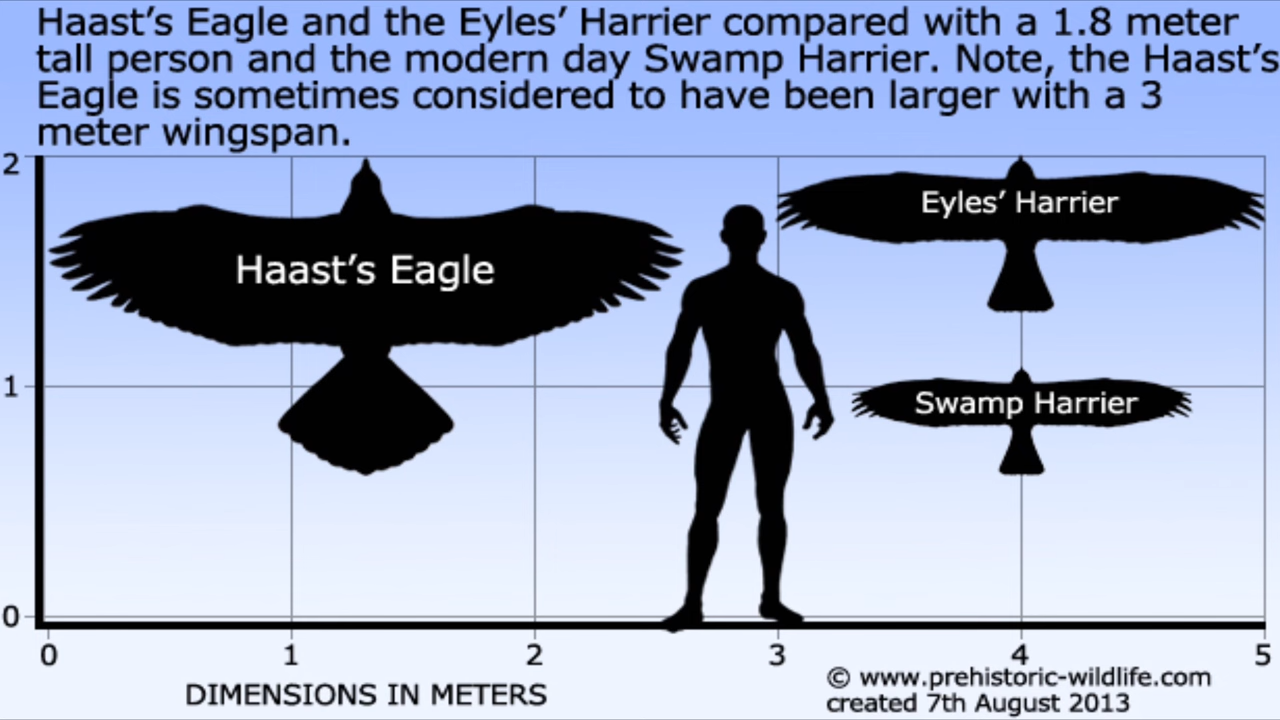 Haast's Eagle and the Eyles' Harrier compared with a 1.8 meter
tall person and the modern day Swamp Harrier. Note, the Haast's
Eagle is sometimes considered to have been larger with a 3
meter wingspan.
2
Eyles' Harrier
Haast's Eagle
1
Swamp Harrier
0
0 1 2 3 4 5
DIMENSIONS IN METERS
© www.prehistoric-wildlife.com
created 7th August 2013